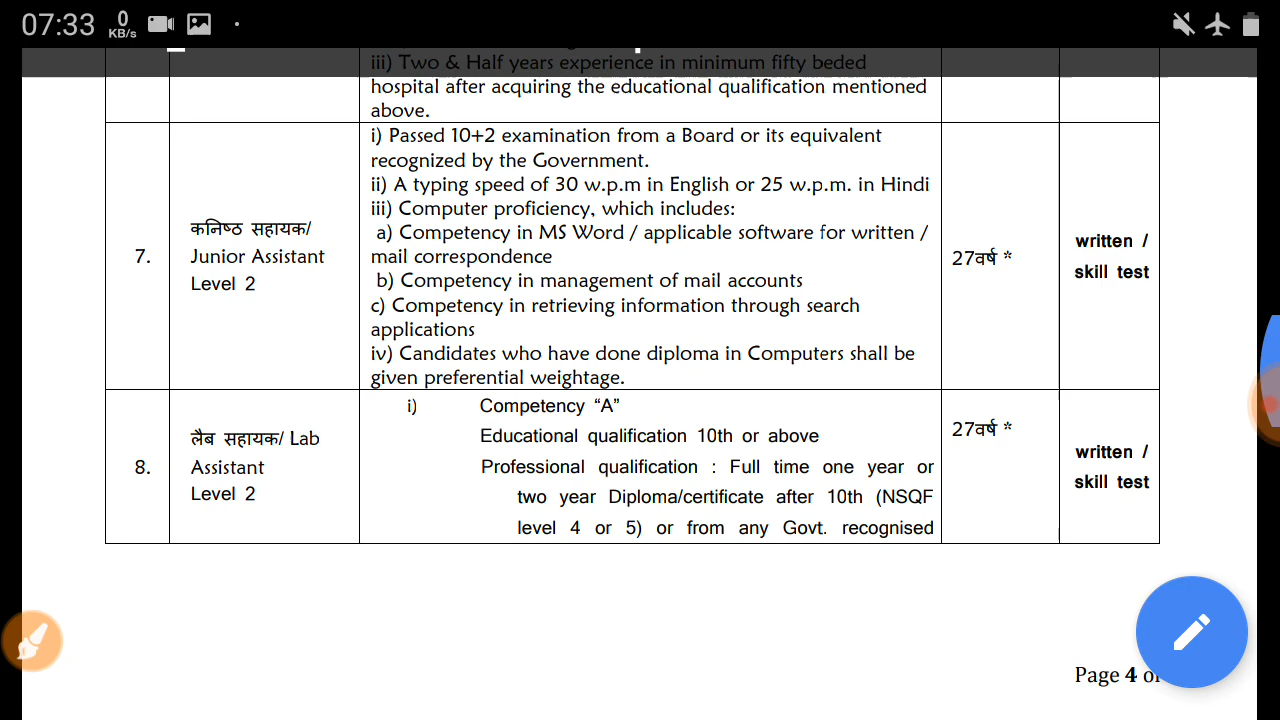 07:33 0 KB/s
iii) Two & Half years experience in minimum fifty beded
hospital after acquiring the educational qualification mentioned
above.
7.
कनिष्ठ सहायक/
Junior Assistant
Level 2
i) Passed 10+2 examination from a Board or its equivalent
recognized by the Government.
ii) A typing speed of 30 w.p.m in English or 25 w.p.m. in Hindi
iii) Computer proficiency, which includes:
a) Competency in MS Word / applicable software for written /
mail correspondence
b) Competency in management of mail accounts
c) Competency in retrieving information through search
applications
iv) Candidates who have done diploma in Computers shall be
given preferential weightage.
27वर्ष *
written /
skill test
8.
लैब सहायक/ Lab
Assistant
Level 2
i) Competency “A”
Educational qualification 10th or above
Professional qualification : Full time one year or
two year Diploma/certificate after 10th (NSQF
level 4 or 5) or from any Govt. recognised
27वर्ष *
written /
skill test
Page 4 of